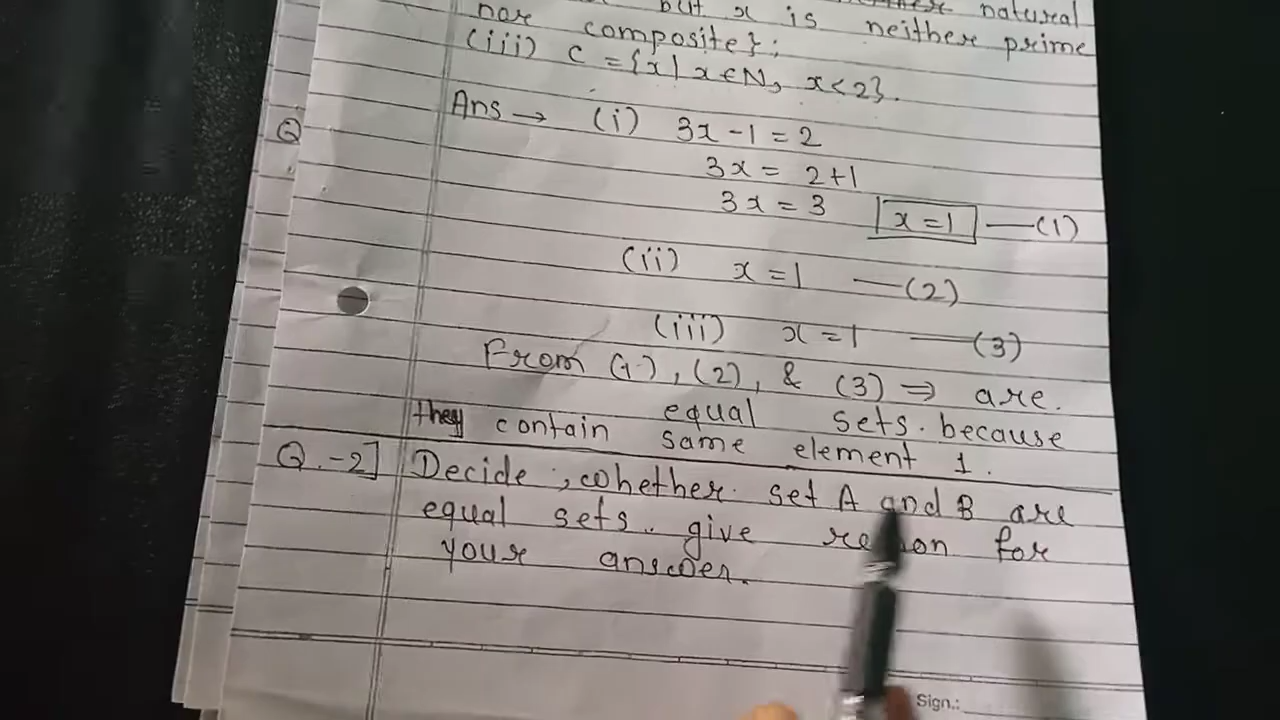 but x is natural
nor composite};
neither prime
(iii) C = {x | x ∈ N, x < 2}.
Ans → (i) 3x - 1 = 2
Q
3x = 2 + 1
3x = 3 x = 1 —(1)
(ii) x = 1 —(2)
(iii) x = 1 —(3)
From (1), (2), & (3) ⇒ are.
equal sets. because
they contain same element 1.
Q.-2] Decide, whether. set A and B are
equal sets. give for
your answer.
Sign.: